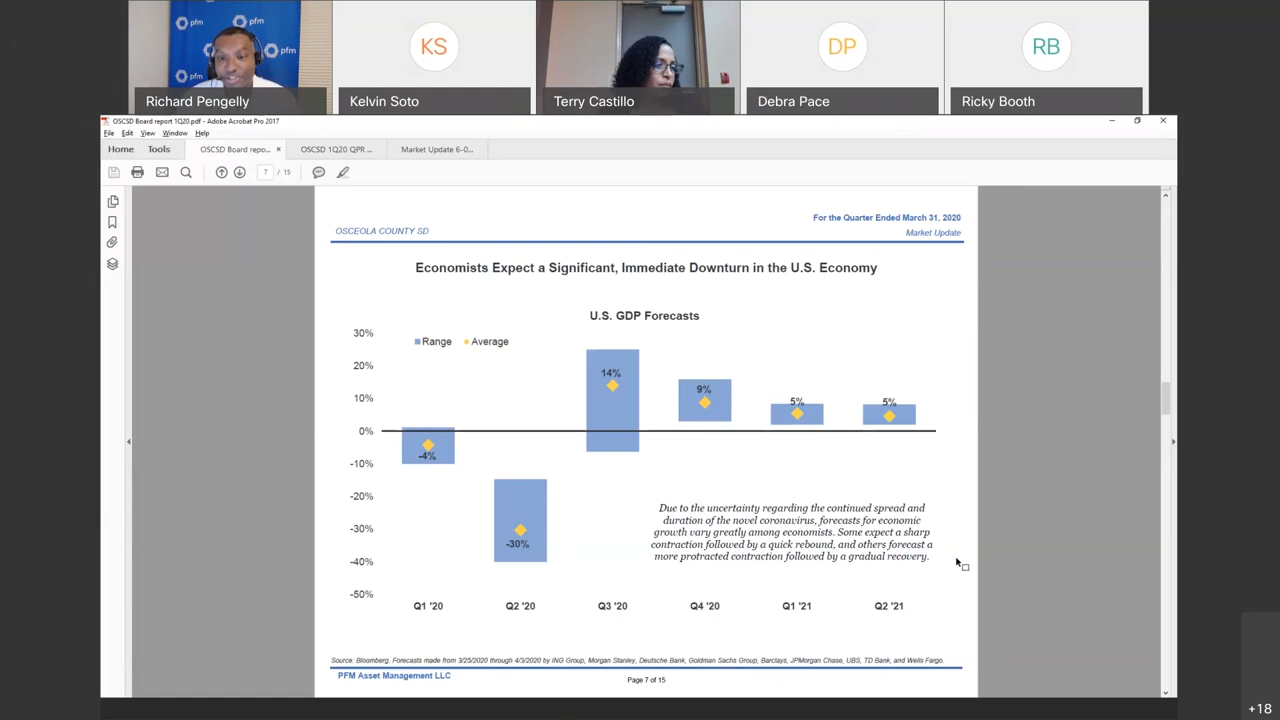 pfm
pfm
pfm
pfm
KS
DP
RB
Richard Pengelly
Kelvin Soto
Terry Castillo
Debra Pace
Ricky Booth
OSCSD Board report 1Q20.pdf - Adobe Acrobat Pro 2017
File Edit View Window Help
Home Tools OSCSD Board repo... × OSCSD 1Q20 QPR ... Market Update 6-0...
7 / 15
For the Quarter Ended March 31, 2020
OSCEOLA COUNTY SD
Market Update
Economists Expect a Significant, Immediate Downturn in the U.S. Economy
U.S. GDP Forecasts
Range Average
30%
20%
10%
0%
-10%
-20%
-30%
-40%
-50%
-4%
-30%
14%
9%
5%
5%
Due to the uncertainty regarding the continued spread and
duration of the novel coronavirus, forecasts for economic
growth vary greatly among economists. Some expect a sharp
contraction followed by a quick rebound, and others forecast a
more protracted contraction followed by a gradual recovery.
Q1 '20 Q2 '20 Q3 '20 Q4 '20 Q1 '21 Q2 '21
Source: Bloomberg. Forecasts made from 3/25/2020 through 4/3/2020 by ING Group, Morgan Stanley, Deutsche Bank, Goldman Sachs Group, Barclays, JPMorgan Chase, UBS, TD Bank, and Wells Fargo.
PFM Asset Management LLC
Page 7 of 15
+18